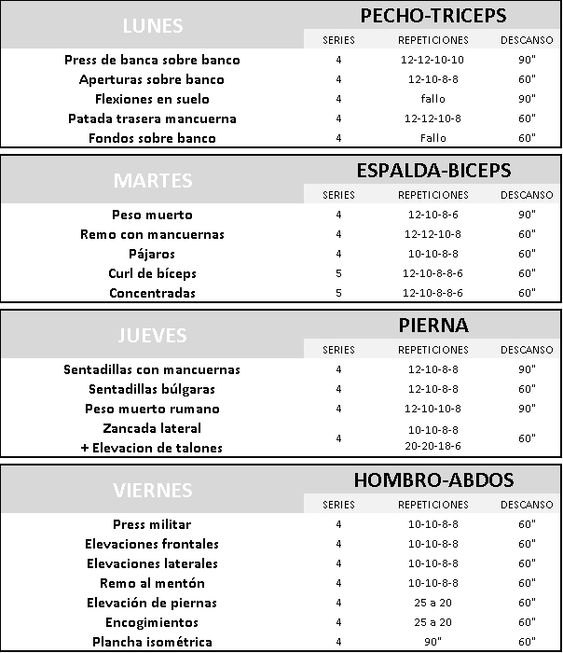 LUNES PECHO-TRICEPS
SERIES REPETICIONES DESCANSO
Press de banca sobre banco 4 12-12-10-10 90"
Aperturas sobre banco 4 12-10-8-8 60"
Flexiones en suelo 4 fallo 90"
Patada trasera mancuerna 4 12-12-10-8 60"
Fondos sobre banco 4 Fallo 60"
MARTES ESPALDA-BICEPS
SERIES REPETICIONES DESCANSO
Peso muerto 4 12-10-8-6 90"
Remo con mancuernas 4 12-12-10-8 60"
Pájaros 4 10-10-8-8 60"
Curl de bíceps 5 12-10-8-8-6 60"
Concentradas 5 12-10-8-8-6 60"
JUEVES PIERNA
SERIES REPETICIONES DESCANSO
Sentadillas con mancuernas 4 12-10-8-8 90"
Sentadillas búlgaras 4 12-10-8-8 60"
Peso muerto rumano 4 12-10-10-8 90"
Zancada lateral 10-10-8-8
4 60"
+ Elevacion de talones 20-20-18-6
VIERNES HOMBRO-ABDOS
SERIES REPETICIONES DESCANSO
Press militar 4 10-10-8-8 60"
Elevaciones frontales 4 10-10-8-8 60"
Elevaciones laterales 4 10-10-8-8 60"
Remo al mentón 4 10-10-8-8 60"
Elevación de piernas 4 25 a 20 60"
Encogimientos 4 25 a 20 60"
Plancha isométrica 4 90" 60"